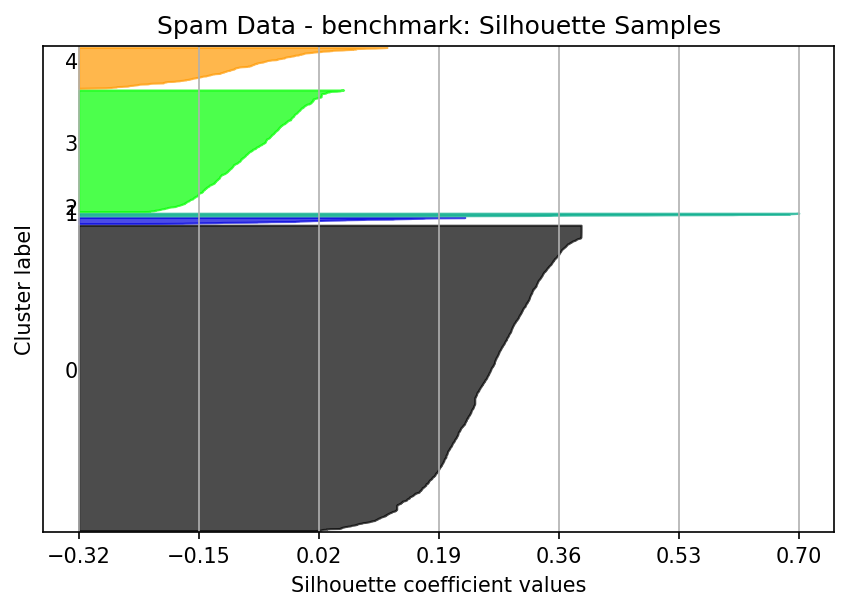 Spam Data - benchmark: Silhouette Samples
4
3
2
1
0
Cluster label
−0.32 −0.15 0.02 0.19 0.36 0.53 0.70
Silhouette coefficient values